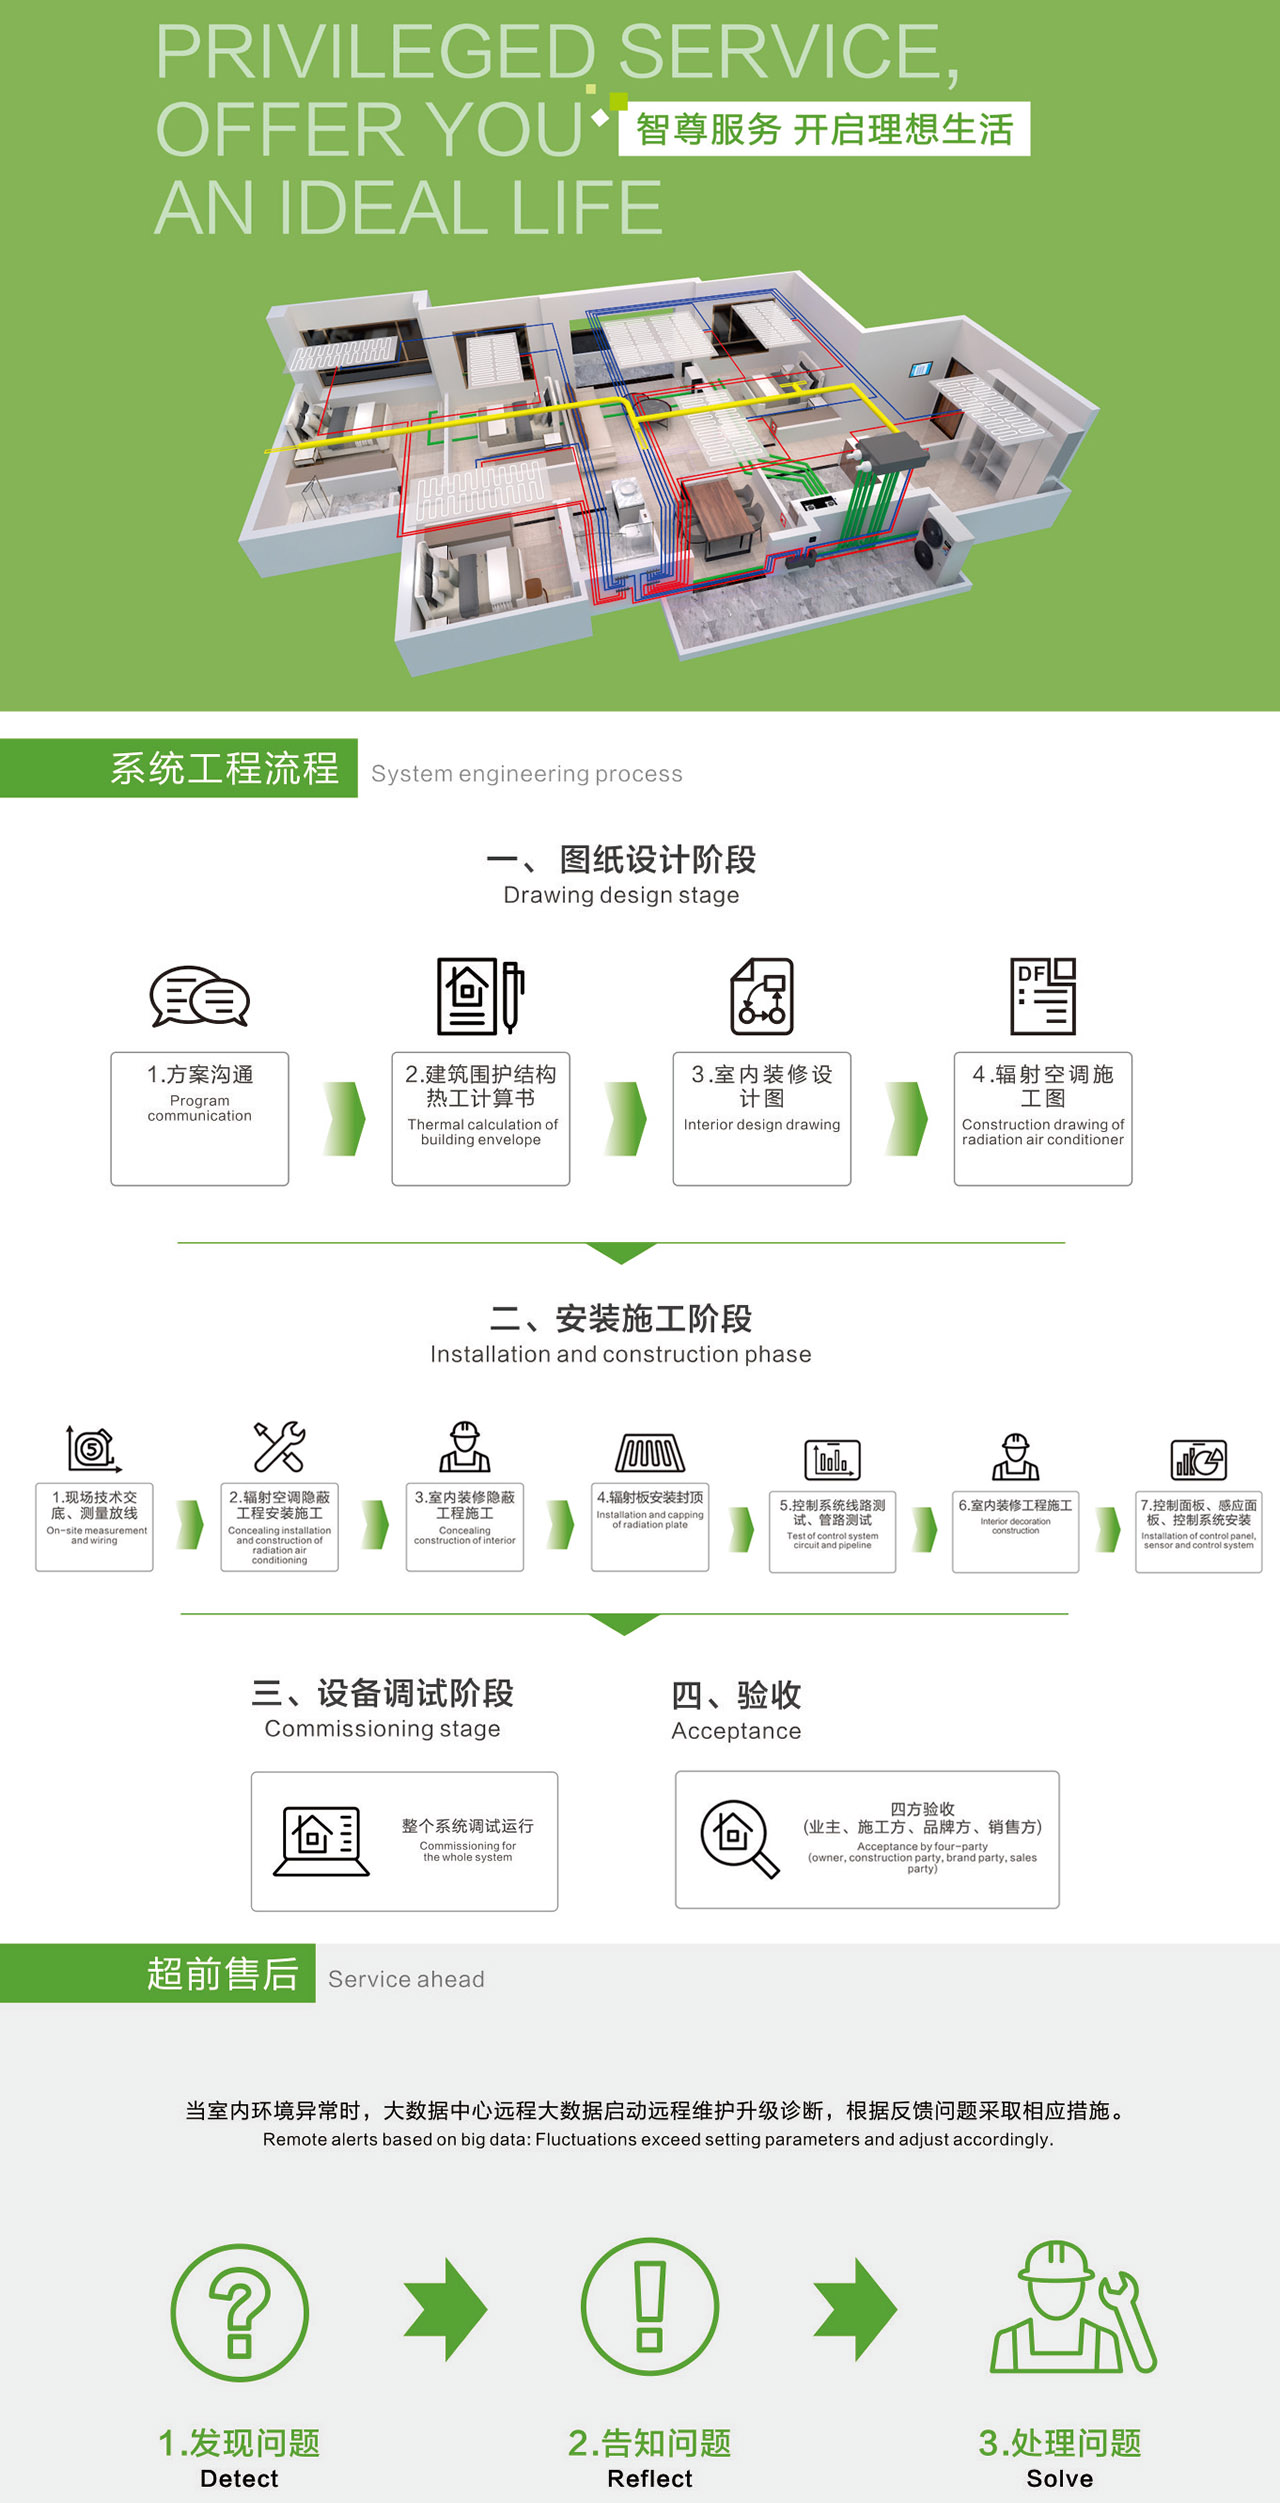 PRIVILEGED SERVICE,
OFFER YOU
智尊服务 开启理想生活
AN IDEAL LIFE
系统工程流程
System engineering process
一、图纸设计阶段
Drawing design stage
DF
1.方案沟通
Program
communication
2.建筑围护结构
热工计算书
Thermal calculation of
building envelope
3.室内装修设
计图
Interior design drawing
4.辐射空调施
工图
Construction drawing of
radiation air conditioner
二、安装施工阶段
Installation and construction phase
5
1.现场技术交
底、测量放线
On-site measurement
and wiring
2.辐射空调隐蔽
工程安装施工
Concealing installation
and construction of
radiation air
conditioning
3.室内装修隐蔽
工程施工
Concealing
construction of interior
4.辐射板安装封顶
Installation and capping
of radiation plate
5.控制系统线路测
试、管路测试
Test of control system
circuit and pipeline
6.室内装修工程施工
Interior decoration
construction
7.控制面板、感应面
板、控制系统安装
Installation of control panel,
sensor and control system
三、设备调试阶段
Commissioning stage
整个系统调试运行
Commissioning for
the whole system
四、验收
Acceptance
四方验收
(业主、施工方、品牌方、销售方)
Acceptance by four-party
(owner, construction party, brand party, sales
party)
超前售后
Service ahead
当室内环境异常时，大数据中心远程大数据启动远程维护升级诊断，根据反馈问题采取相应措施。
Remote alerts based on big data: Fluctuations exceed setting parameters and adjust accordingly.
1.发现问题
Detect
2.告知问题
Reflect
3.处理问题
Solve